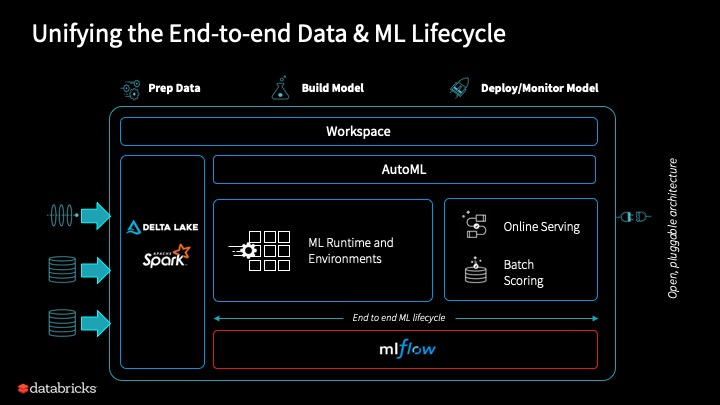 Unifying the End-to-end Data & ML Lifecycle
Prep Data
Build Model
Deploy/Monitor Model
Workspace
AutoML
DELTA LAKE
APACHE
Spark
ML Runtime and
Environments
Online Serving
Batch
Scoring
End to end ML lifecycle
mlflow
Open, pluggable architecture
databricks